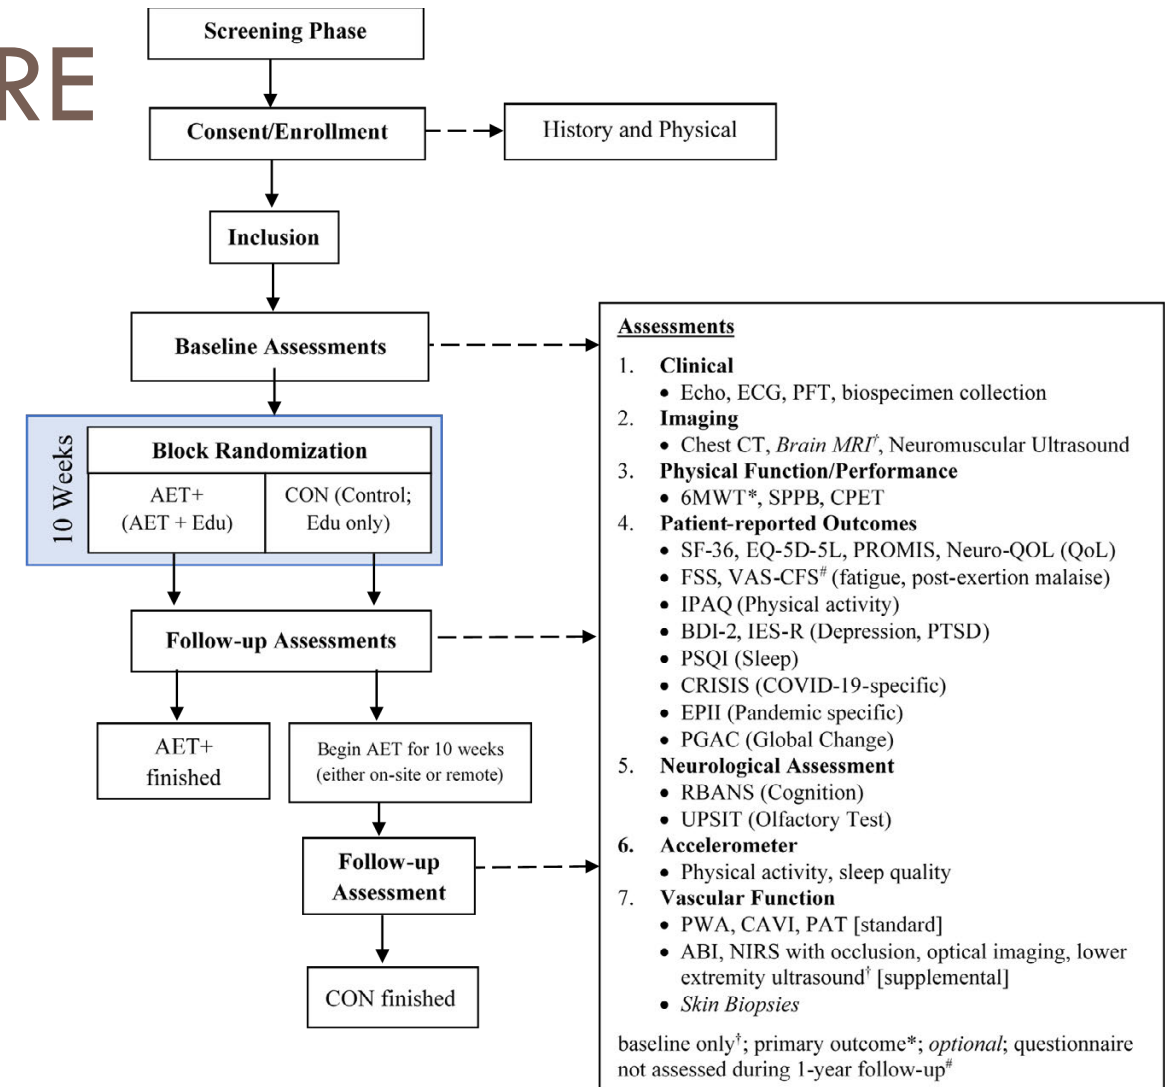 RE
Screening Phase
Consent/Enrollment
History and Physical
Inclusion
Baseline Assessments
10 Weeks
Block Randomization
AET+
(AET + Edu)
CON (Control;
Edu only)
Follow-up Assessments
AET+
finished
Begin AET for 10 weeks
(either on-site or remote)
Follow-up
Assessment
CON finished
Assessments
1. Clinical
• Echo, ECG, PFT, biospecimen collection
2. Imaging
• Chest CT, Brain MRI†, Neuromuscular Ultrasound
3. Physical Function/Performance
• 6MWT*, SPPB, CPET
4. Patient-reported Outcomes
• SF-36, EQ-5D-5L, PROMIS, Neuro-QOL (QoL)
• FSS, VAS-CFS# (fatigue, post-exertion malaise)
• IPAQ (Physical activity)
• BDI-2, IES-R (Depression, PTSD)
• PSQI (Sleep)
• CRISIS (COVID-19-specific)
• EPII (Pandemic specific)
• PGAC (Global Change)
5. Neurological Assessment
• RBANS (Cognition)
• UPSIT (Olfactory Test)
6. Accelerometer
• Physical activity, sleep quality
7. Vascular Function
• PWA, CAVI, PAT [standard]
• ABI, NIRS with occlusion, optical imaging, lower
extremity ultrasound† [supplemental]
• Skin Biopsies
baseline only†; primary outcome*; optional; questionnaire
not assessed during 1-year follow-up#